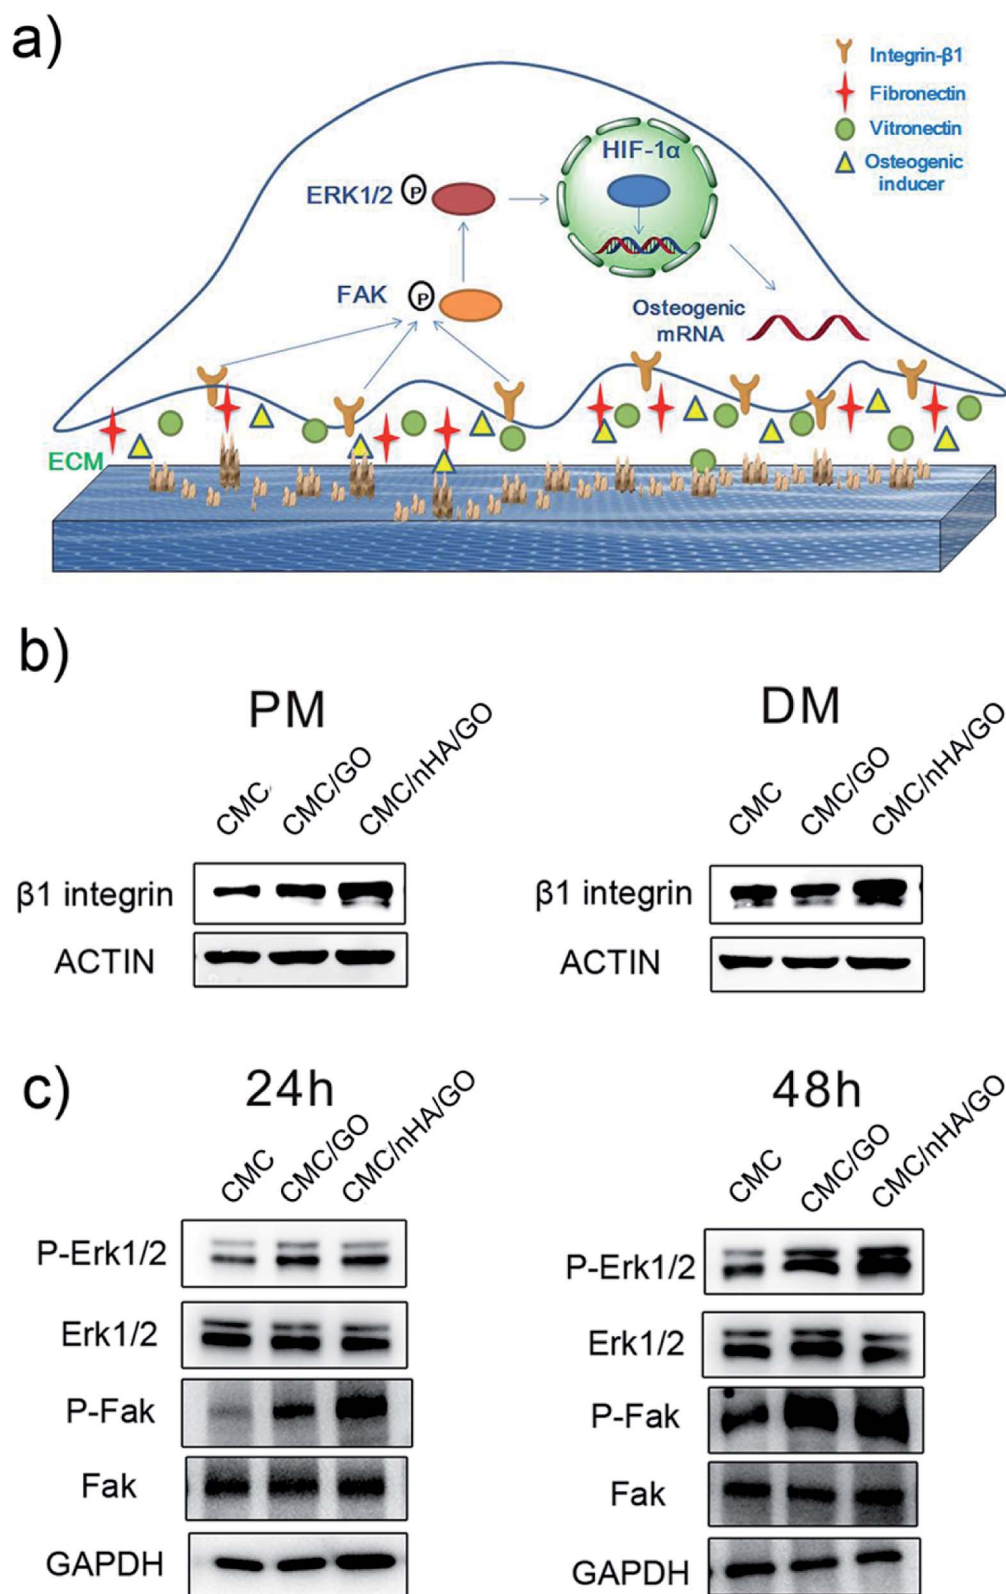 a)
Integrin-β1
Fibronectin
Vitronectin
Osteogenic
inducer
HIF-1α
ERK1/2
P
FAK
P
Osteogenic
mRNA
ECM
b)
PM
DM
CMC
CMC/GO
CMC/nHA/GO
CMC
CMC/GO
CMC/nHA/GO
β1 integrin
β1 integrin
ACTIN
ACTIN
c)
24h
48h
CMC
CMC/GO
CMC/nHA/GO
CMC
CMC/GO
CMC/nHA/GO
P-Erk1/2
P-Erk1/2
Erk1/2
Erk1/2
P-Fak
P-Fak
Fak
Fak
GAPDH
GAPDH